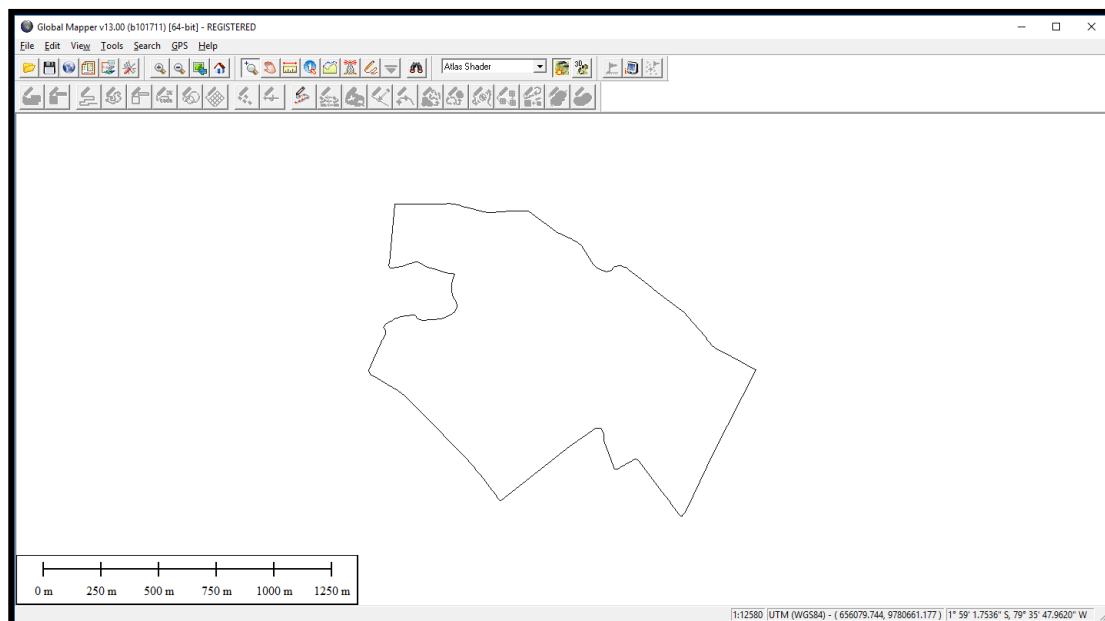 Global Mapper v13.00 (b101711) [64-bit] - REGISTERED
File Edit View Tools Search GPS Help
Atlas Shader
3D
0 m 250 m 500 m 750 m 1000 m 1250 m
1:12580 UTM (WGS84) - ( 656079.744, 9780661.177 ) 1° 59' 1.7536" S, 79° 35' 47.9620" W